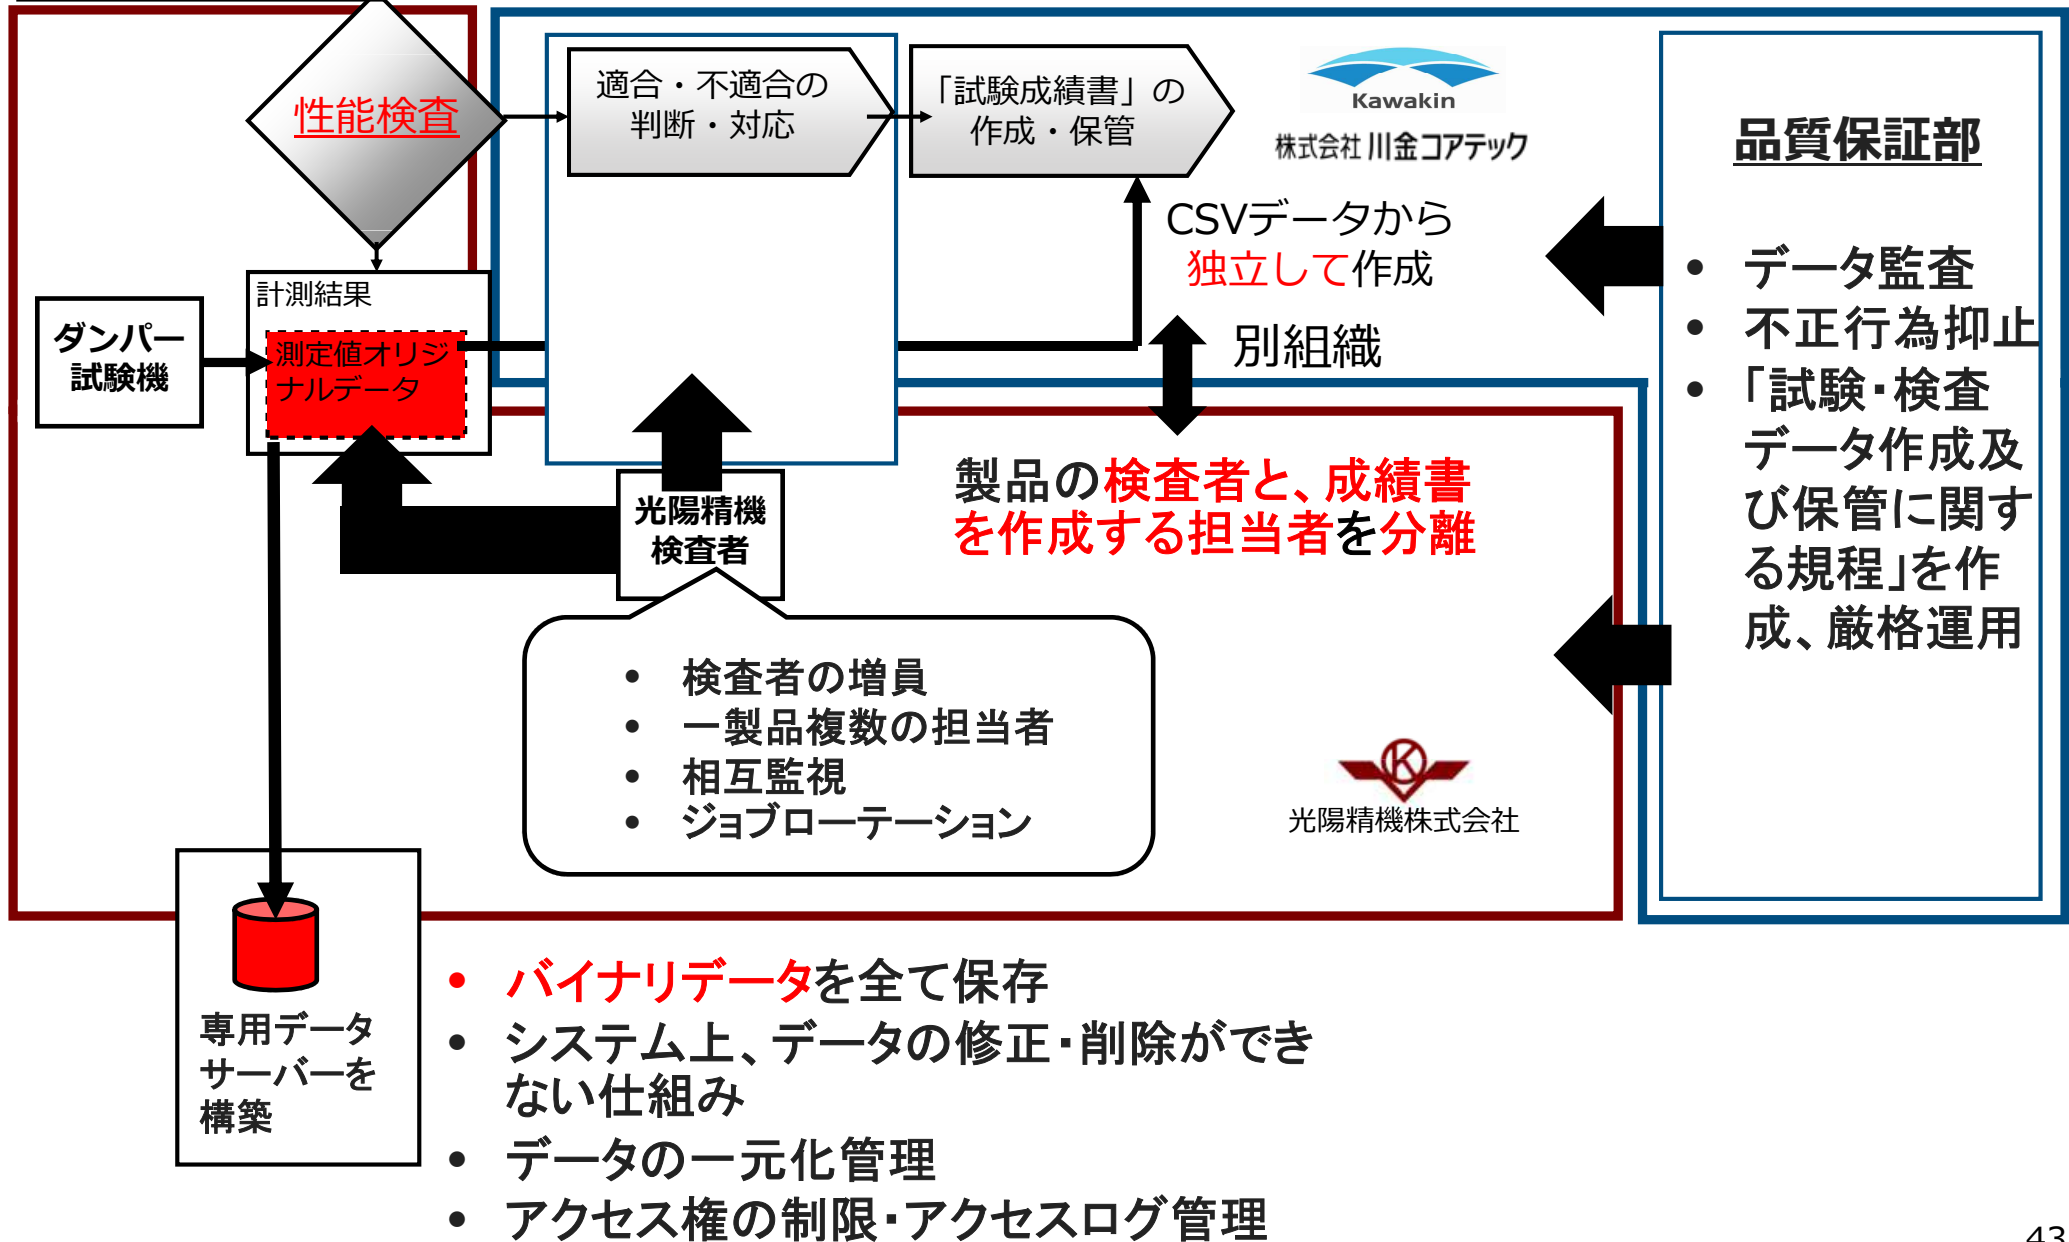 性能検査
適合・不適合の
判断・対応
「試験成績書」の
作成・保管
Kawakin
株式会社 川金コアテック
CSVデータから
独立して作成
別組織
品質保証部
• データ監査
• 不正行為抑止
• 「試験・検査
データ作成及
び保管に関す
る規程」を作
成、厳格運用
計測結果
測定値オリジ
ナルデータ
ダンパー
試験機
光陽精機
検査者
製品の検査者と、成績書
を作成する担当者を分離
• 検査者の増員
• 一製品複数の担当者
• 相互監視
• ジョブローテーション
K
光陽精機株式会社
専用データ
サーバーを
構築
• バイナリデータを全て保存
• システム上、データの修正・削除ができ
ない仕組み
• データの一元化管理
• アクセス権の制限・アクセスログ管理
43